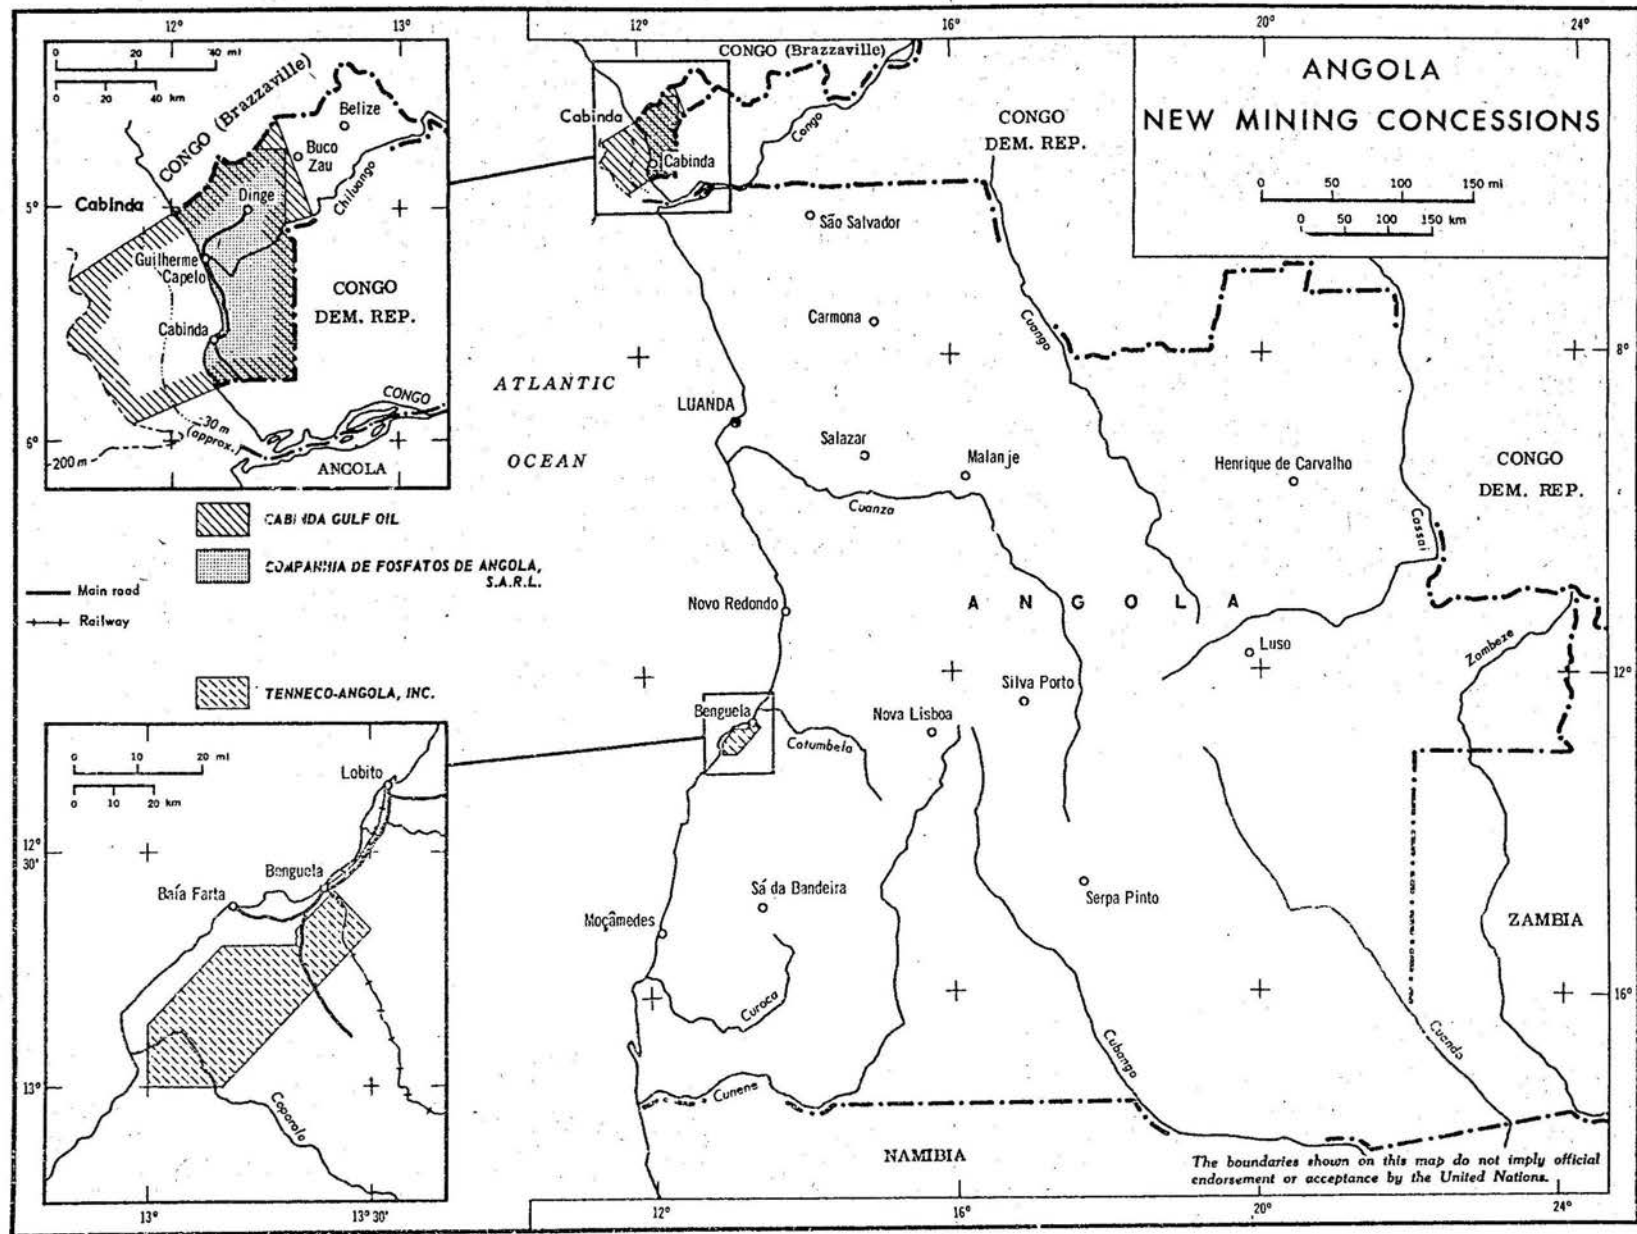 12° 13° 12° 16° 20° 24°
ANGOLA
NEW MINING CONCESSIONS
0 50 100 150 mi
0 50 100 150 km
0 20 40 mi
0 20 40 km
CONGO (Brazzaville)
Belize
Buco
Zau
Chiluango
Dinge
Cabinda
5°
Guilherme
Capelo
CONGO
DEM. REP.
Cabinda
CONGO
30 m
(approx.)
6°
200 m
ANGOLA
CABINDA GULF OIL
COMPANHIA DE FOSFATOS DE ANGOLA,
S.A.R.L.
Main road
Railway
TENNECO-ANGOLA, INC.
0 10 20 mi
0 10 20 km
Lobito
12°
30'
Benguela
Baía Farta
13°
Coporolo
13° 13° 30'
CONGO (Brazzaville)
Cabinda
Congo
Cabinda
CONGO
DEM. REP.
São Salvador
Carmona
Cuango
8°
ATLANTIC
OCEAN
LUANDA
Salazar
Malanje
Henrique de Carvalho
CONGO
DEM. REP.
Cuanza
Cassai
Novo Redondo
ANGOLA
Luso
Zambeze
12°
Silva Porto
Benguela
Nova Lisboa
Catumbela
Sá da Bandeira
Serpa Pinto
Moçâmedes
ZAMBIA
16°
Curoca
Cubango
Cuando
Cunene
NAMIBIA
The boundaries shown on this map do not imply official
endorsement or acceptance by the United Nations.
12° 16° 20° 24°